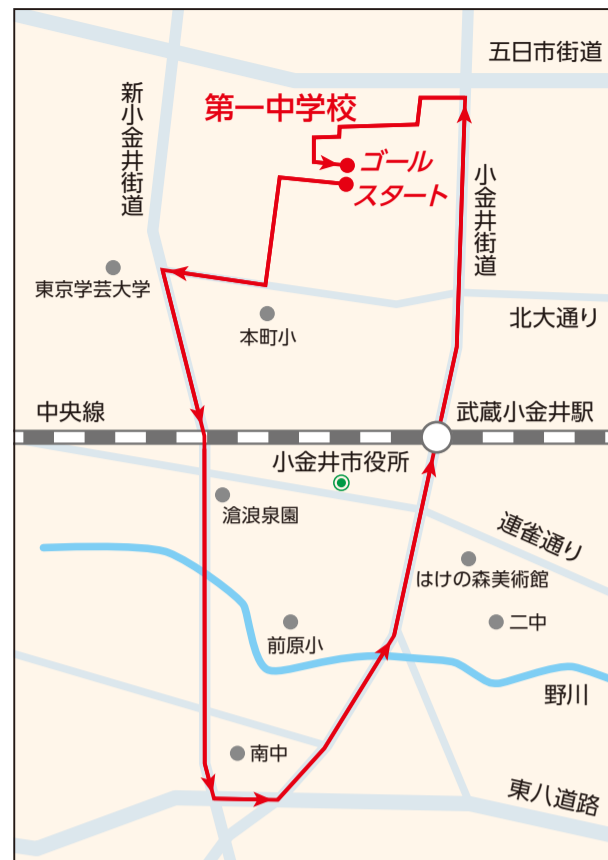 五日市街道
新小金井街道
第一中学校
ゴール
スタート
小金井街道
東京学芸大学
本町小
北大通り
中央線
武蔵小金井駅
小金井市役所
滄浪泉園
連雀通り
はけの森美術館
前原小
二中
野川
南中
東八道路